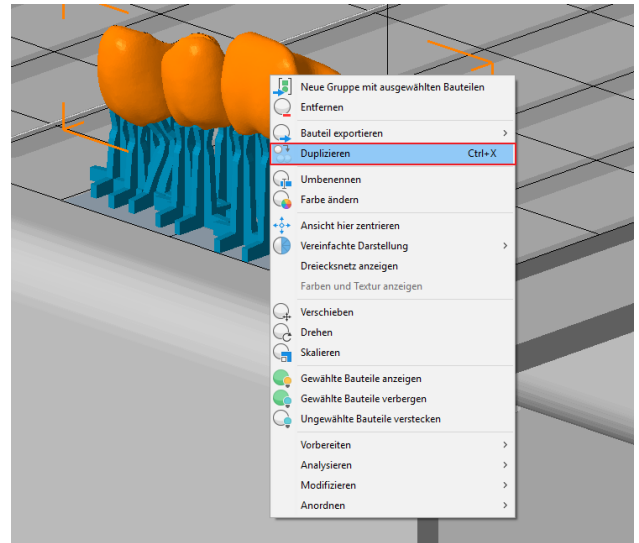 Neue Gruppe mit ausgewählten Bauteilen
Entfernen
Bauteil exportieren
Duplizieren Ctrl+X
Umbenennen
Farbe ändern
Ansicht hier zentrieren
Vereinfachte Darstellung
Dreiecksnetz anzeigen
Farben und Textur anzeigen
Verschieben
Drehen
Skalieren
Gewählte Bauteile anzeigen
Gewählte Bauteile verbergen
Ungewählte Bauteile verstecken
Vorbereiten
Analysieren
Modifizieren
Anordnen